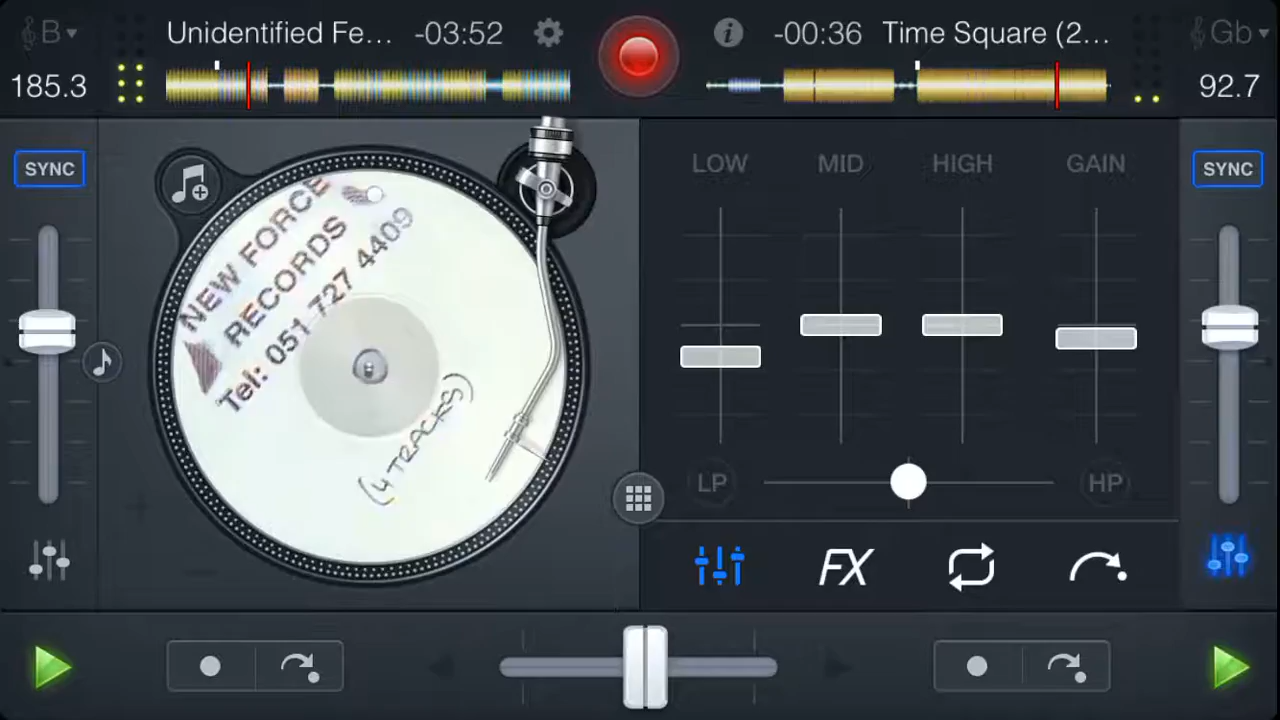 B
Unidentified Fe... -03:52
-00:36 Time Square (2...
Gb
185.3
92.7
SYNC
SYNC
NEW FORCE
RECORDS
Tel: 051 727 4409
(4 TRACKS)
LOW MID HIGH GAIN
LP
HP
FX